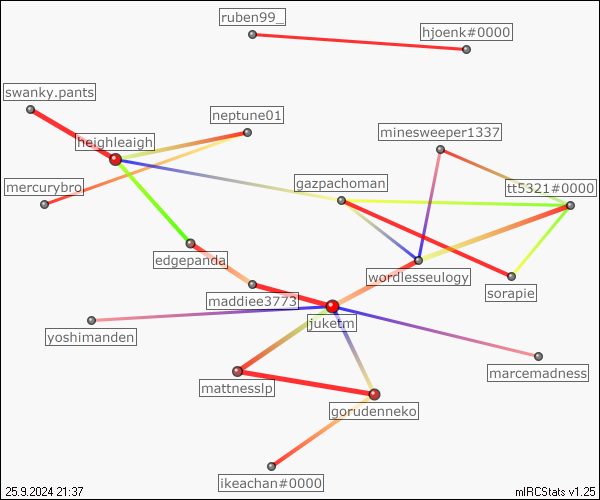 ruben99_
hjoenk#0000
swanky.pants
neptune01
minesweeper1337
heighleaigh
mercurybro
gazpachoman
tt5321#0000
edgepanda
wordlesseulogy
maddiee3773
sorapie
juketm
yoshimanden
marcemadness
mattnesslp
gorudenneko
ikeachan#0000
25.9.2024 21:37
mIRCStats v1.25